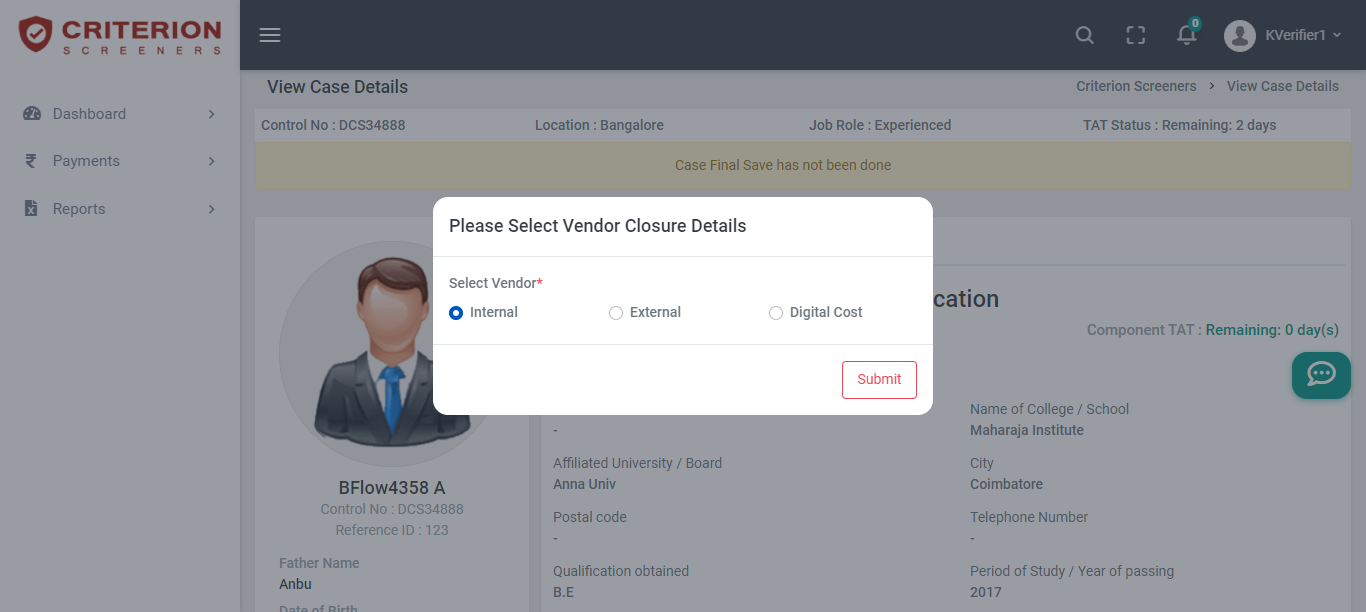 CRITERION
SCREENERS
0
KVerifier1
Dashboard
Payments
Reports
View Case Details
Criterion Screeners > View Case Details
Control No : DCS34888
Location : Bangalore
Job Role : Experienced
TAT Status : Remaining: 2 days
Case Final Save has not been done
Please Select Vendor Closure Details
Select Vendor*
Internal
External
Digital Cost
Submit
BFlow4358 A
Control No : DCS34888
Reference ID : 123
Father Name
Anbu
Date of Birth
cation
Component TAT : Remaining: 0 day(s)
-
Name of College / School
Maharaja Institute
Affiliated University / Board
Anna Univ
City
Coimbatore
Postal code
-
Telephone Number
-
Qualification obtained
B.E
Period of Study / Year of passing
2017